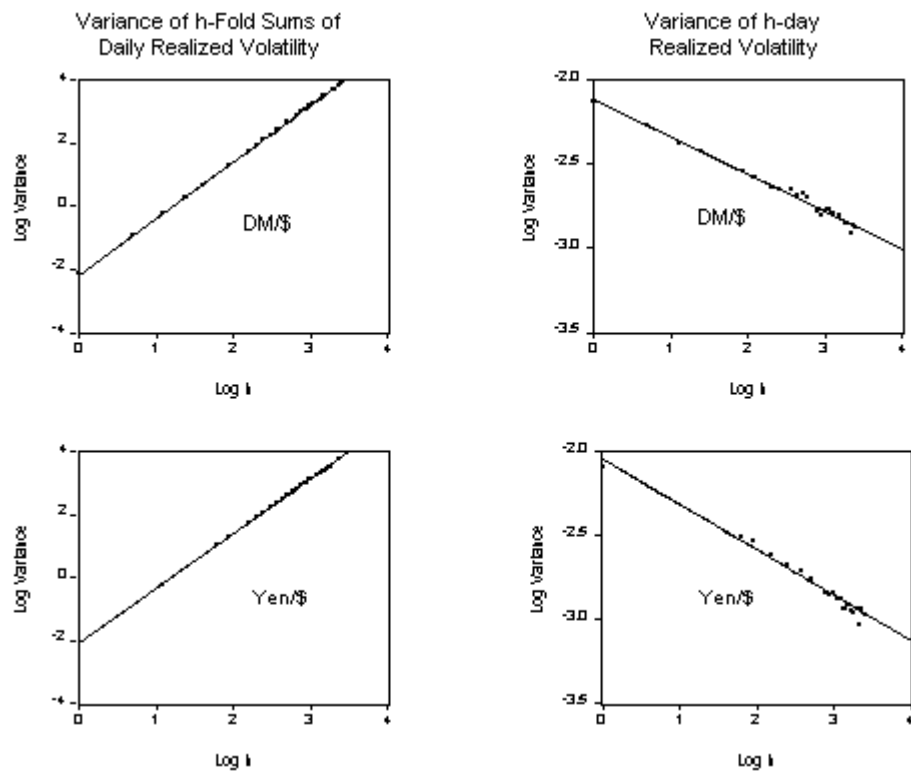 Variance of h-Fold Sums of
Daily Realized Volatility
Variance of h-day
Realized Volatility
4
2
0
-2
-4
Log Variance
DM/$
0 1 2 3 4
Log h
-2.0
-2.5
-3.0
-3.5
Log Variance
DM/$
0 1 2 3 4
Log h
4
2
0
-2
-4
Log Variance
Yen/$
0 1 2 3 4
Log h
-2.0
-2.5
-3.0
-3.5
Log Variance
Yen/$
0 1 2 3 4
Log h